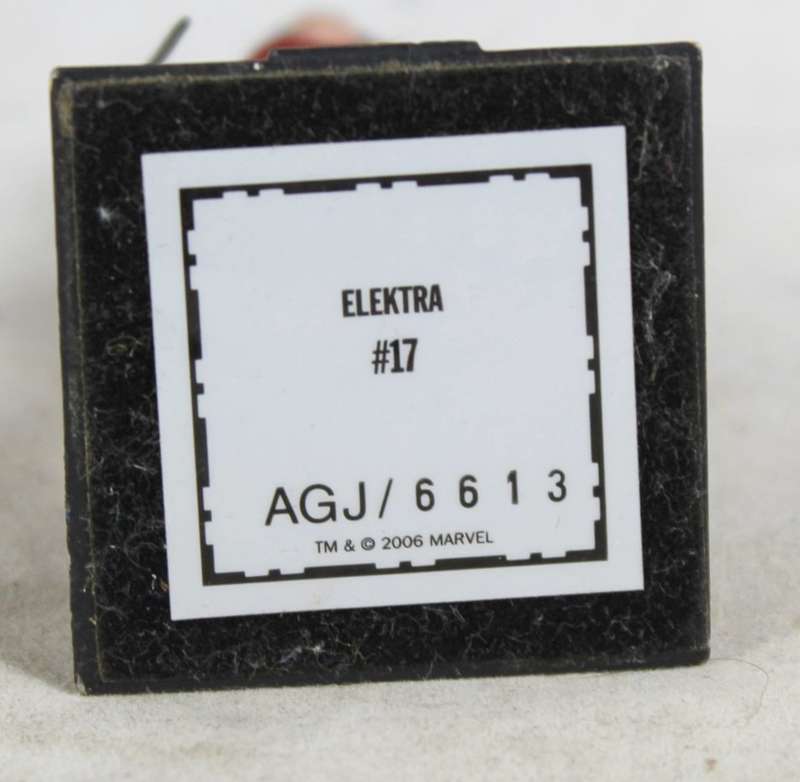 ELEKTRA
#17
AGJ/ 6 6 1 3
TM & © 2006 MARVEL